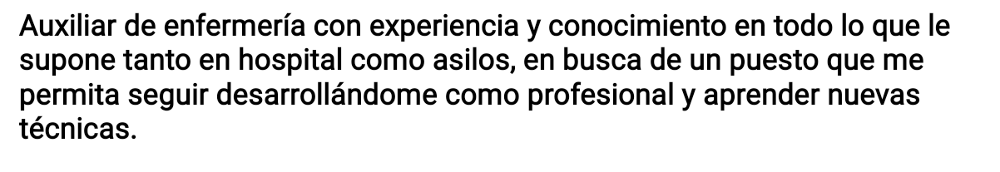 Auxiliar de enfermería con experiencia y conocimiento en todo lo que le
supone tanto en hospital como asilos, en busca de un puesto que me
permita seguir desarrollándome como profesional y aprender nuevas
técnicas.